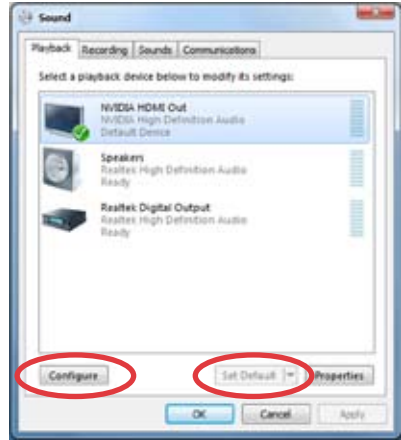 Sound
Playback Recording Sounds Communications
Select a playback device below to modify its settings:
NVIDIA HDMI Out
NVIDIA High Definition Audio
Default Device
Speakers
Realtek High Definition Audio
Ready
Realtek Digital Output
Realtek High Definition Audio
Ready
Configure Set Default Properties
OK Cancel Apply